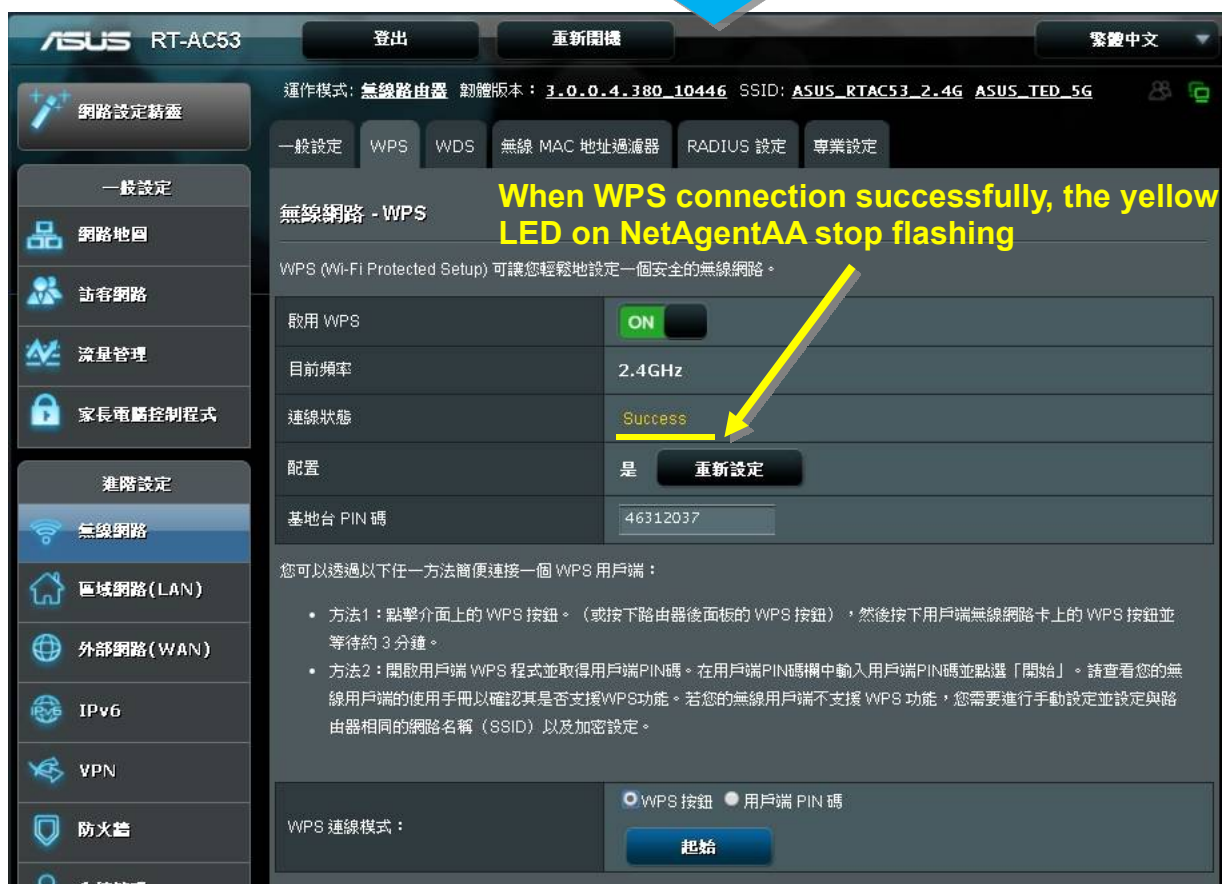 ASUS RT-AC53 登出 重新開機 繁體中文
運作模式: 無線路由器 韌體版本： 3.0.0.4.380_10446 SSID: ASUS_RTAC53_2.4G ASUS_TED_5G
網路設定精靈
一般設定 WPS WDS 無線 MAC 地址過濾器 RADIUS 設定 專業設定
一般設定
網路地圖
訪客網路
流量管理
家長電腦控制程式
進階設定
無線網路
區域網路(LAN)
外部網路(WAN)
IPv6
VPN
防火牆
When WPS connection successfully, the yellow
LED on NetAgentAA stop flashing
無線網路 - WPS
WPS (Wi-Fi Protected Setup) 可讓您輕鬆地設定一個安全的無線網路。
啟用 WPS ON
目前頻率 2.4GHz
連線狀態 Success
配置 是 重新設定
基地台 PIN 碼 46312037
您可以透過以下任一方法簡便連接一個 WPS 用戶端：
• 方法1：點擊介面上的 WPS 按鈕。（或按下路由器後面板的 WPS 按鈕），然後按下用戶端無線網路卡上的 WPS 按鈕並
等待約 3 分鐘。
• 方法2：開啟用戶端 WPS 程式並取得用戶端PIN碼。在用戶端PIN碼欄中輸入用戶端PIN碼並點選「開始」。請查看您的無
線用戶端的使用手冊以確認其是否支援WPS功能。若您的無線用戶端不支援 WPS 功能，您需要進行手動設定並設定與路
由器相同的網路名稱（SSID）以及加密設定。
WPS 連線模式： WPS 按鈕 用戶端 PIN 碼
起始